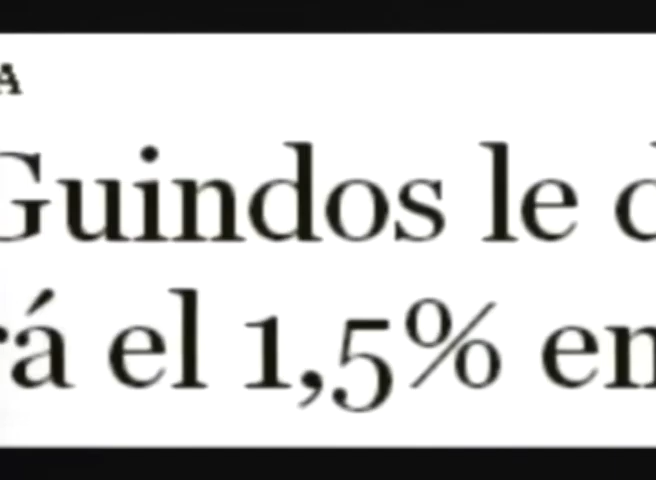 A
Guindos le
rá el 1,5% en